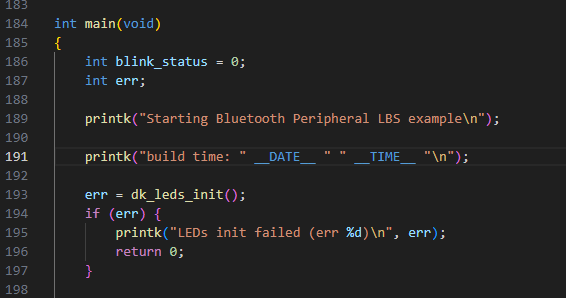 183
184 int main(void)
185 {
186 int blink_status = 0;
187 int err;
188
189 printk("Starting Bluetooth Peripheral LBS example\n");
190
191 printk("build time: " __DATE__ " " __TIME__ "\n");
192
193 err = dk_leds_init();
194 if (err) {
195 printk("LEDs init failed (err %d)\n", err);
196 return 0;
197 }
198